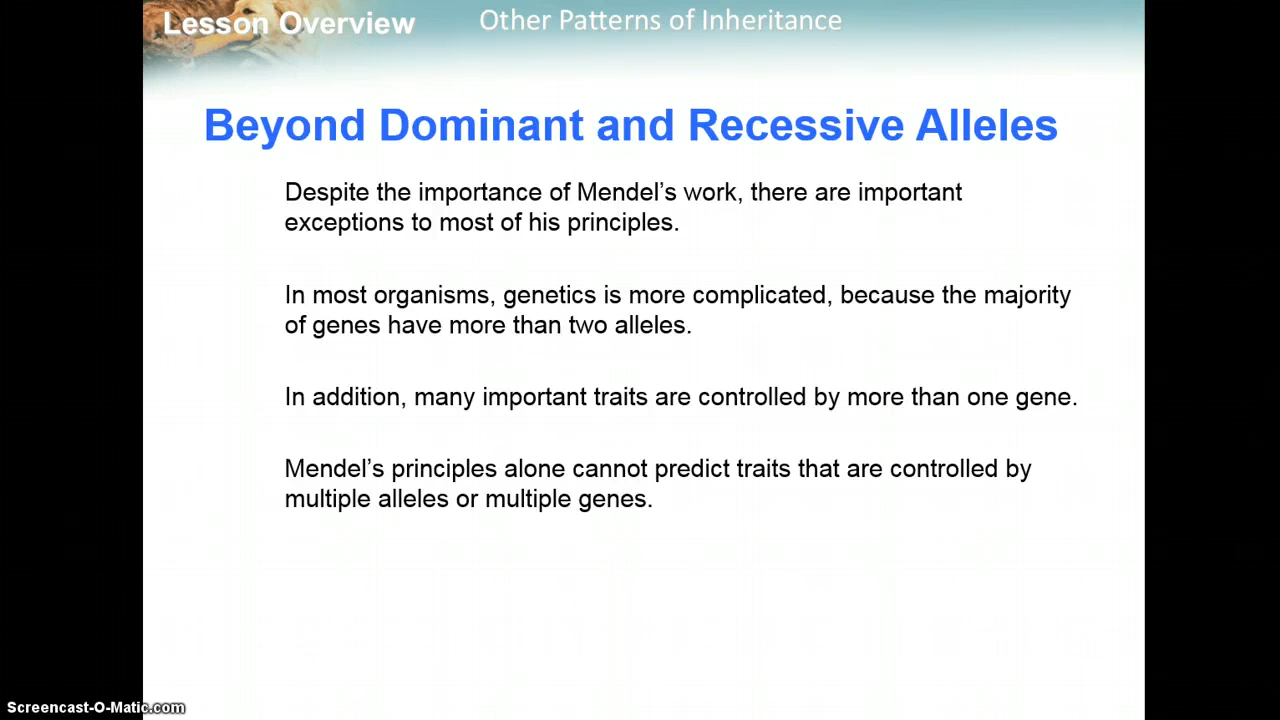 Lesson Overview
Other Patterns of Inheritance
Beyond Dominant and Recessive Alleles
Despite the importance of Mendel’s work, there are important
exceptions to most of his principles.
In most organisms, genetics is more complicated, because the majority
of genes have more than two alleles.
In addition, many important traits are controlled by more than one gene.
Mendel’s principles alone cannot predict traits that are controlled by
multiple alleles or multiple genes.
Screencast-O-Matic.com